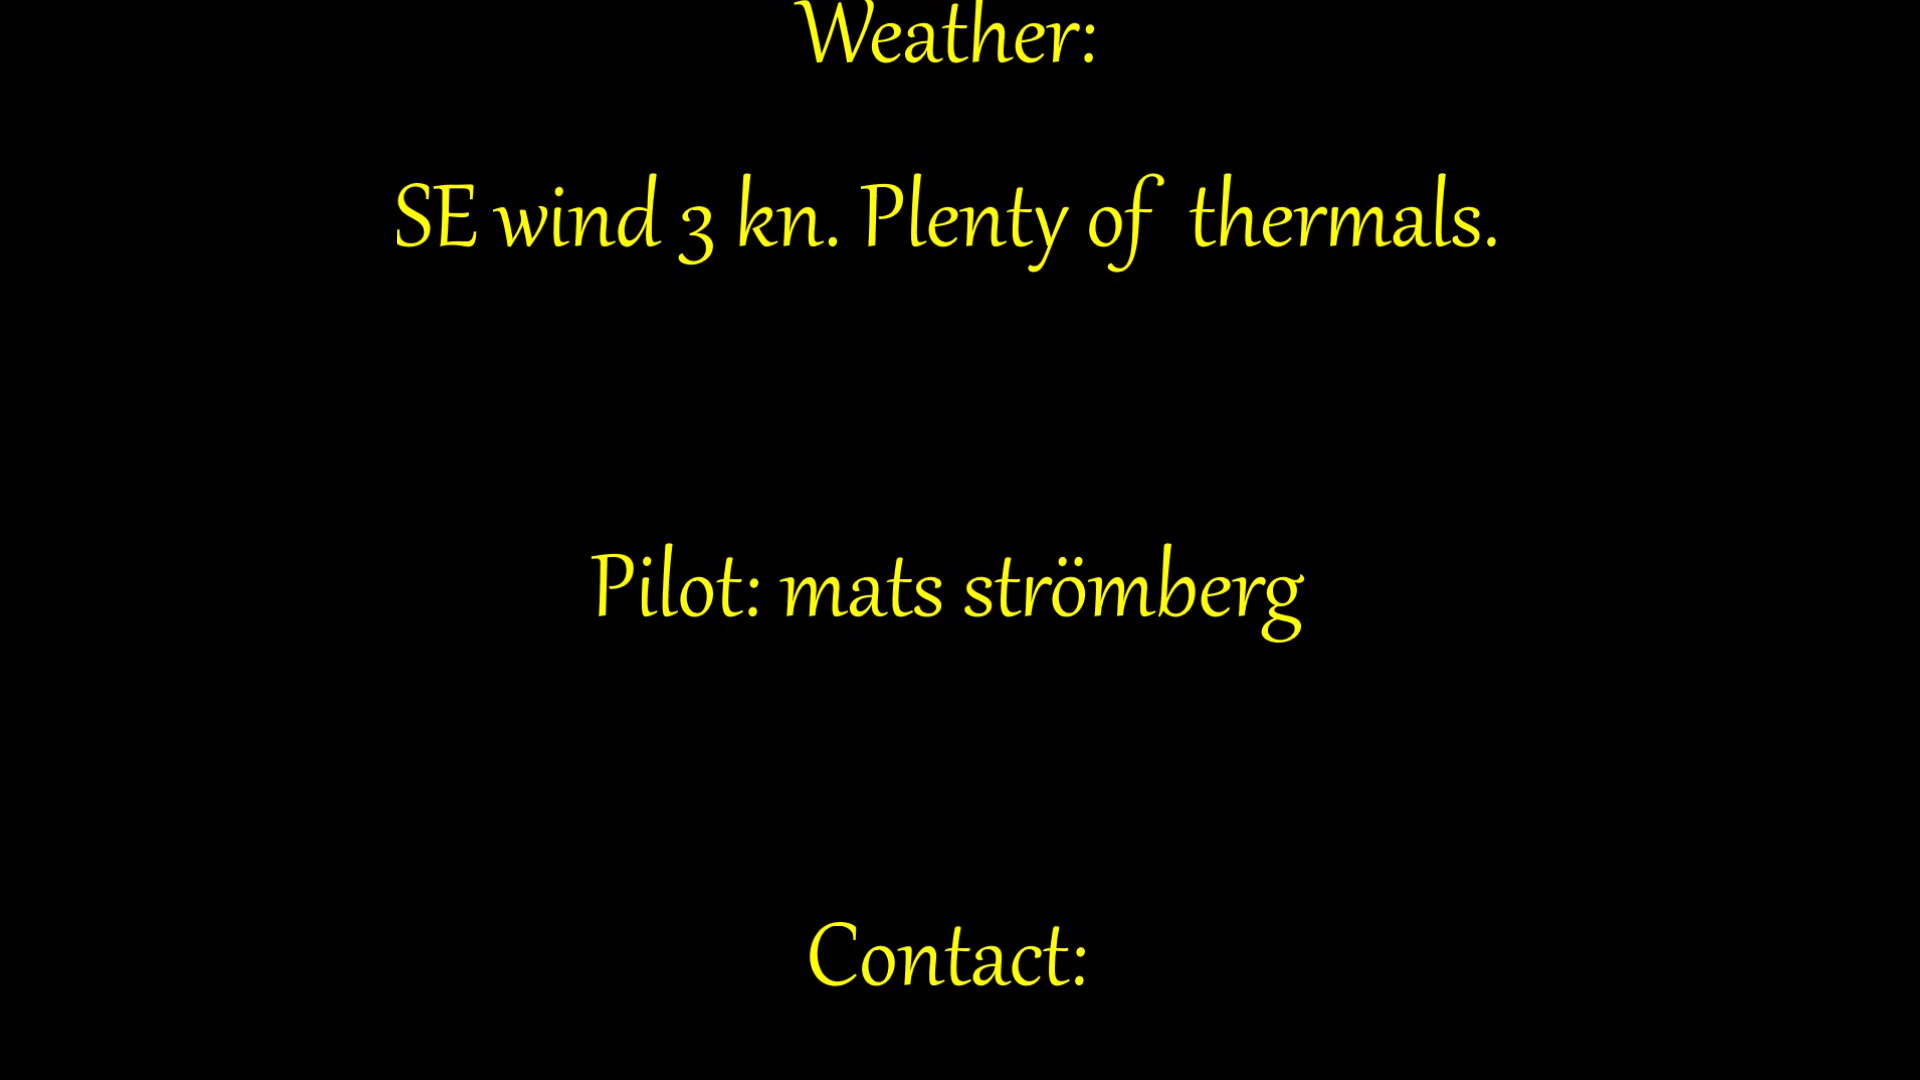 Weather:
SE wind 3 kn. Plenty of thermals.
Pilot: mats strömberg
Contact: